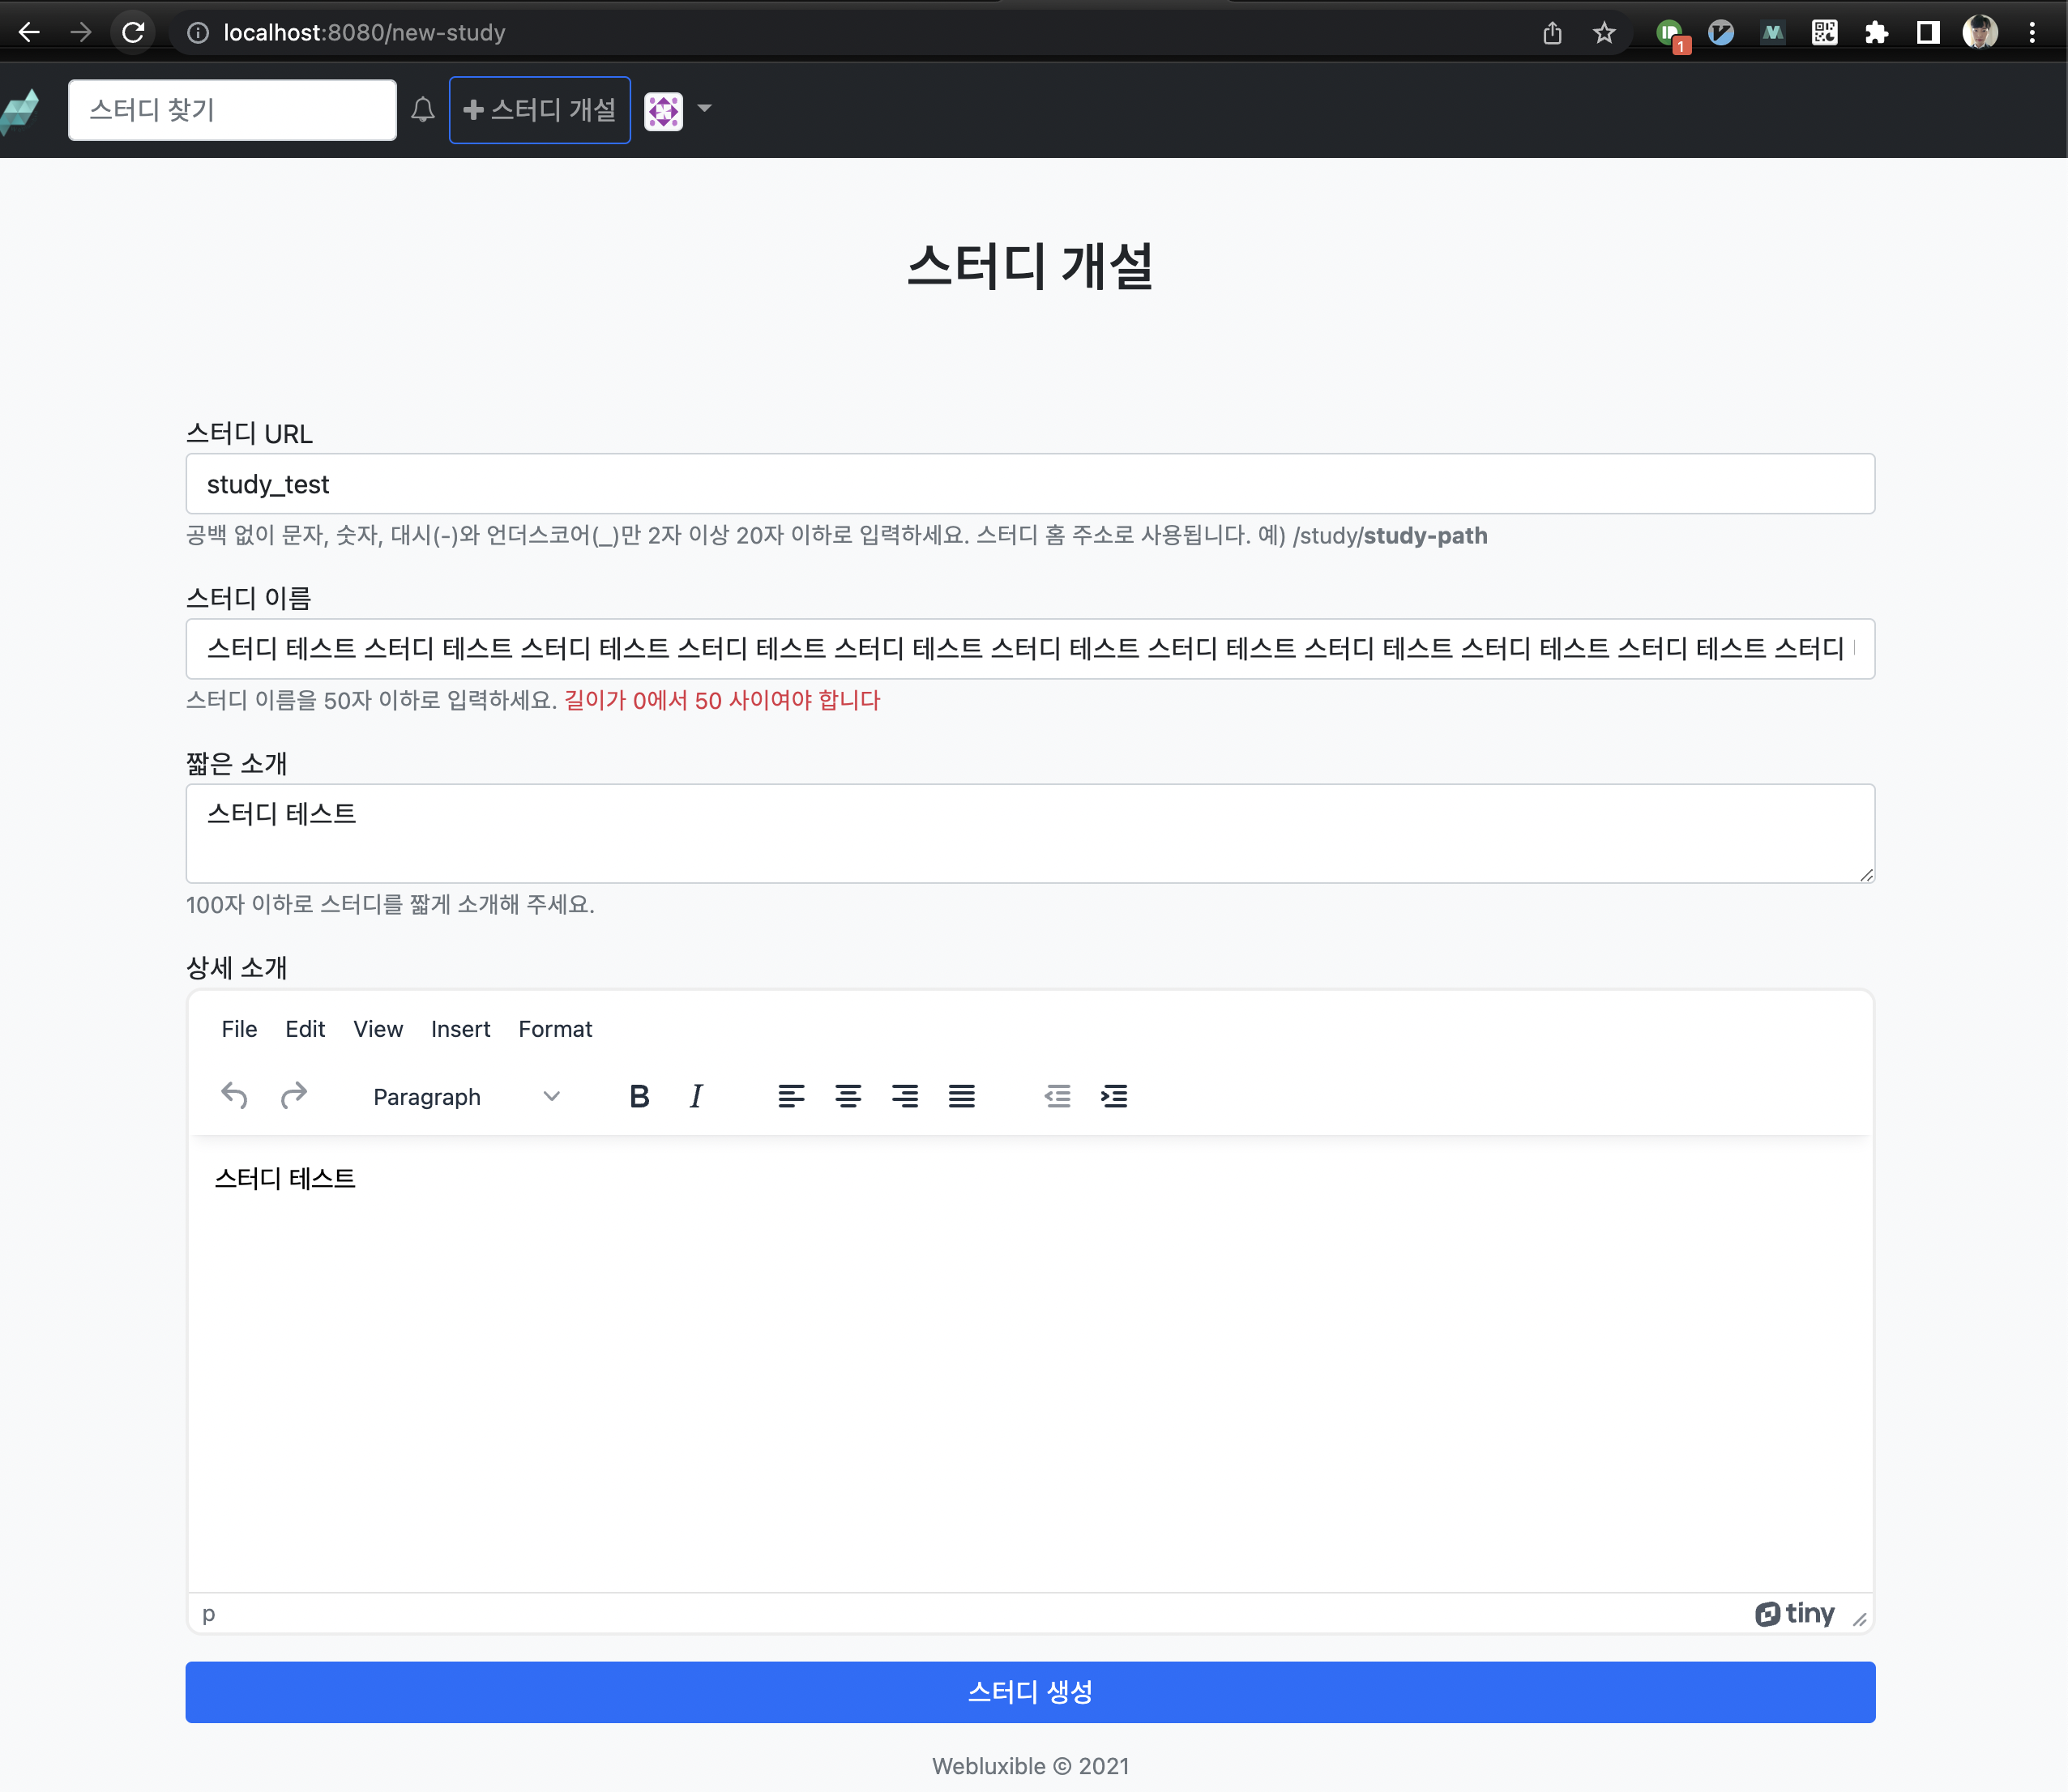 localhost:8080/new-study
1
스터디 찾기
스터디 개설
스터디 개설
스터디 URL
study_test
공백 없이 문자, 숫자, 대시(-)와 언더스코어(_)만 2자 이상 20자 이하로 입력하세요. 스터디 홈 주소로 사용됩니다. 예) /study/study-path
스터디 이름
스터디 테스트 스터디 테스트 스터디 테스트 스터디 테스트 스터디 테스트 스터디 테스트 스터디 테스트 스터디 테스트 스터디 테스트 스터디 테스트 스터디
스터디 이름을 50자 이하로 입력하세요. 길이가 0에서 50 사이여야 합니다
짧은 소개
스터디 테스트
100자 이하로 스터디를 짧게 소개해 주세요.
상세 소개
File Edit View Insert Format
Paragraph B I
스터디 테스트
p
tiny
스터디 생성
Webluxible © 2021